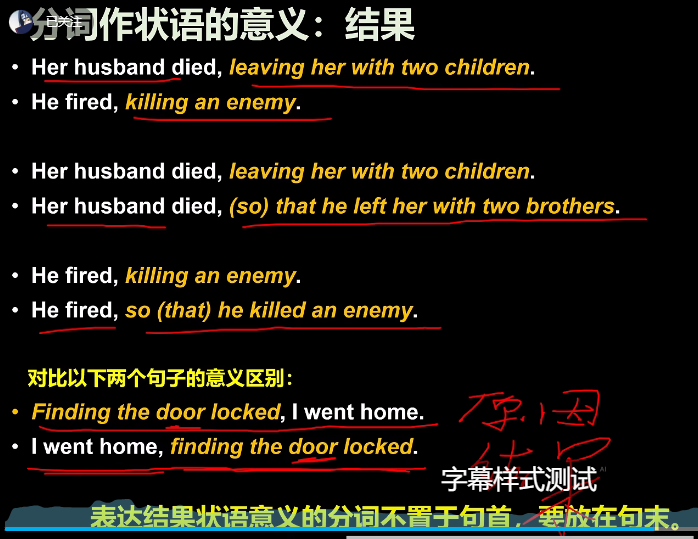 已关注
分词作状语的意义：结果
• Her husband died, leaving her with two children.
• He fired, killing an enemy.
• Her husband died, leaving her with two children.
• Her husband died, (so) that he left her with two brothers.
• He fired, killing an enemy.
• He fired, so (that) he killed an enemy.
对比以下两个句子的意义区别：
• Finding the door locked, I went home.
原因
• I went home, finding the door locked.
结果
AI
字幕样式测试
表达结果状语意义的分词不置于句首，要放在句末。